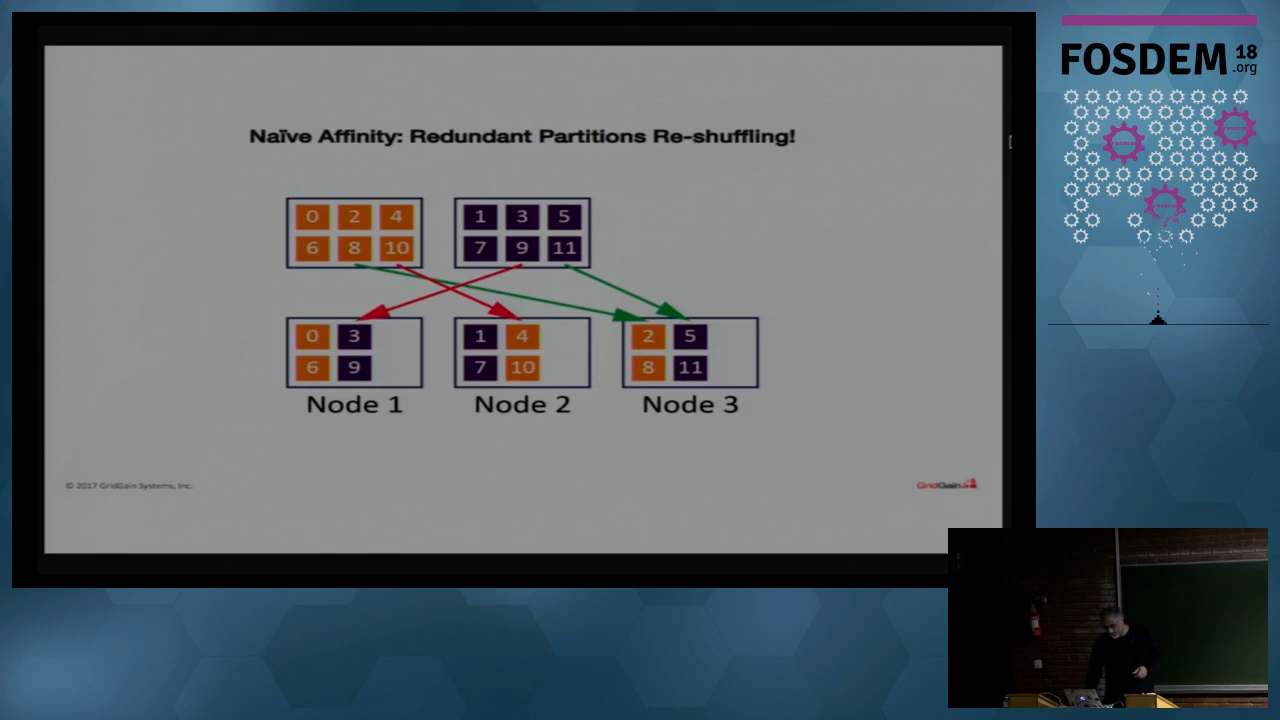 Naïve Affinity: Redundant Partitions Re-shuffling!
0 2 4 1 3 5
6 8 10 7 9 11
0 3 1 4 2 5
6 9 7 10 8 11
Node 1 Node 2 Node 3
© 2017 GridGain Systems, Inc.
GridGain
FOSDEM 18
.org